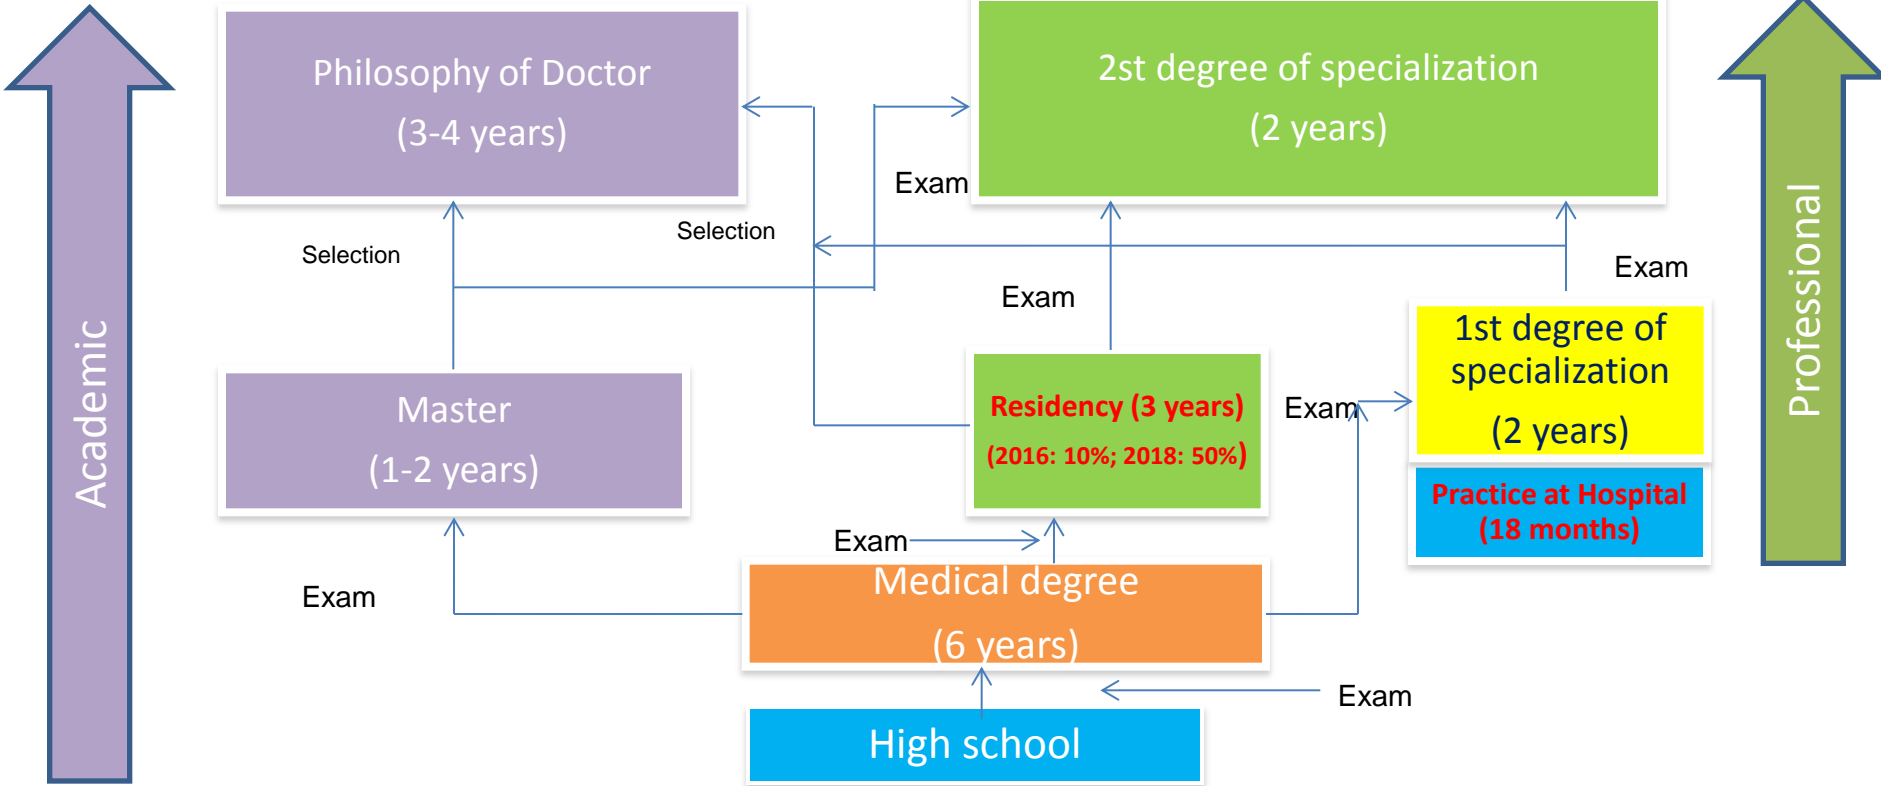 Philosophy of Doctor
(3-4 years)
2st degree of specialization
(2 years)
Exam
Selection
Selection
Exam
Exam
Academic
Professional
Master
(1-2 years)
Residency (3 years)
(2016: 10%; 2018: 50%)
Exam
1st degree of
specialization
(2 years)
Practice at Hospital
(18 months)
Exam
Exam
Medical degree
(6 years)
Exam
High school